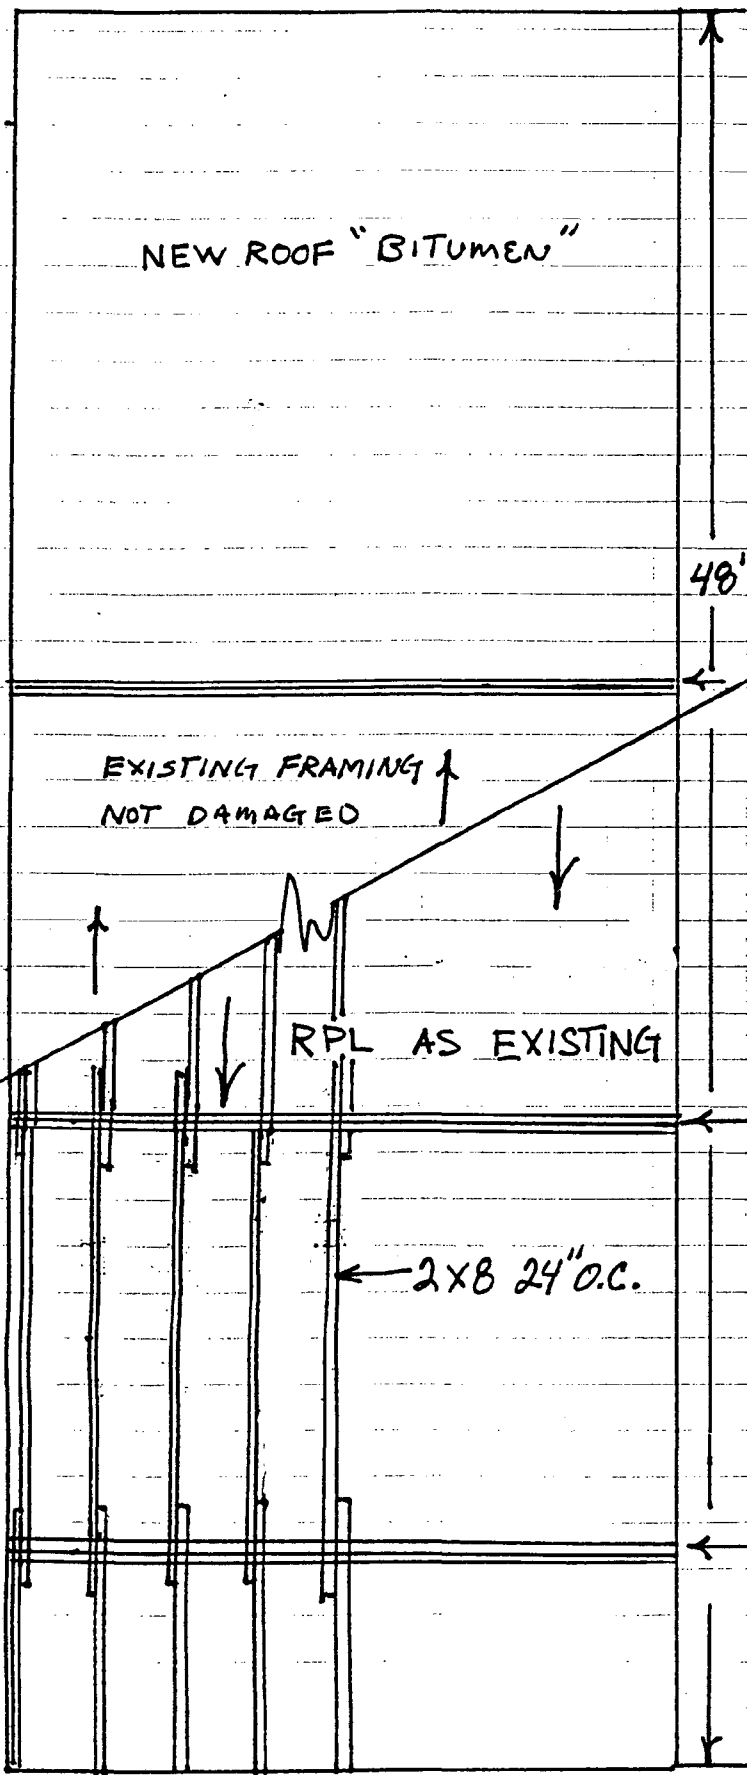 NEW ROOF "BITUMEN"
48'
EXISTING FRAMING
NOT DAMAGED
RPL AS EXISTING
2X8 24" O.C.